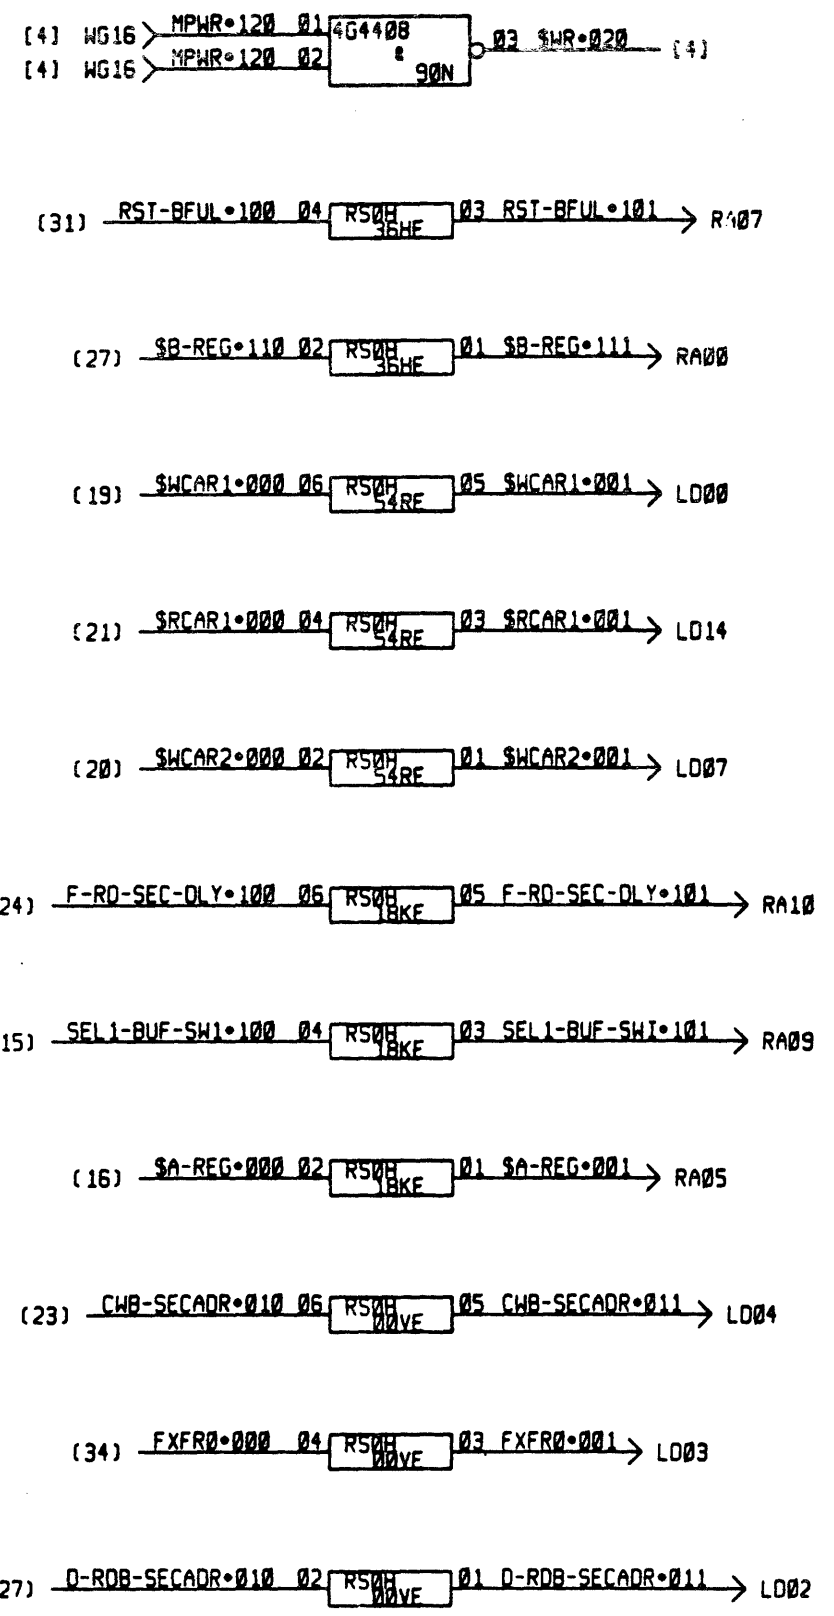 [4] WG16 MPWR•120 01 4G4408 03 $WR•020 [4]
[4] WG16 MPWR•120 02 & 90N
(31) RST-BFUL•100 04 RS0H 36HE 03 RST-BFUL•101 RA07
(27) $B-REG•110 02 RS0H 36HE 01 $B-REG•111 RA00
(19) $WCAR1•000 06 RS0H 54RE 05 $WCAR1•001 LD00
(21) $RCAR1•000 04 RS0H 54RE 03 $RCAR1•001 LD14
(20) $WCAR2•000 02 RS0H 54RE 01 $WCAR2•001 LD07
24) F-RD-SEC-DLY•100 06 RS0H 18KE 05 F-RD-SEC-DLY•101 RA10
15) SEL1-BUF-SW1•100 04 RS0H 18KE 03 SEL1-BUF-SWI•101 RA09
(16) $A-REG•000 02 RS0H 18KE 01 $A-REG•001 RA05
(23) CWB-SECADR•010 06 RS0H 00VE 05 CWB-SECADR•011 LD04
(34) FXFR0•000 04 RS0H 00VE 03 FXFR0•001 LD03
27) D-RDB-SECADR•010 02 RS0H 00VE 01 D-RDB-SECADR•011 LD02